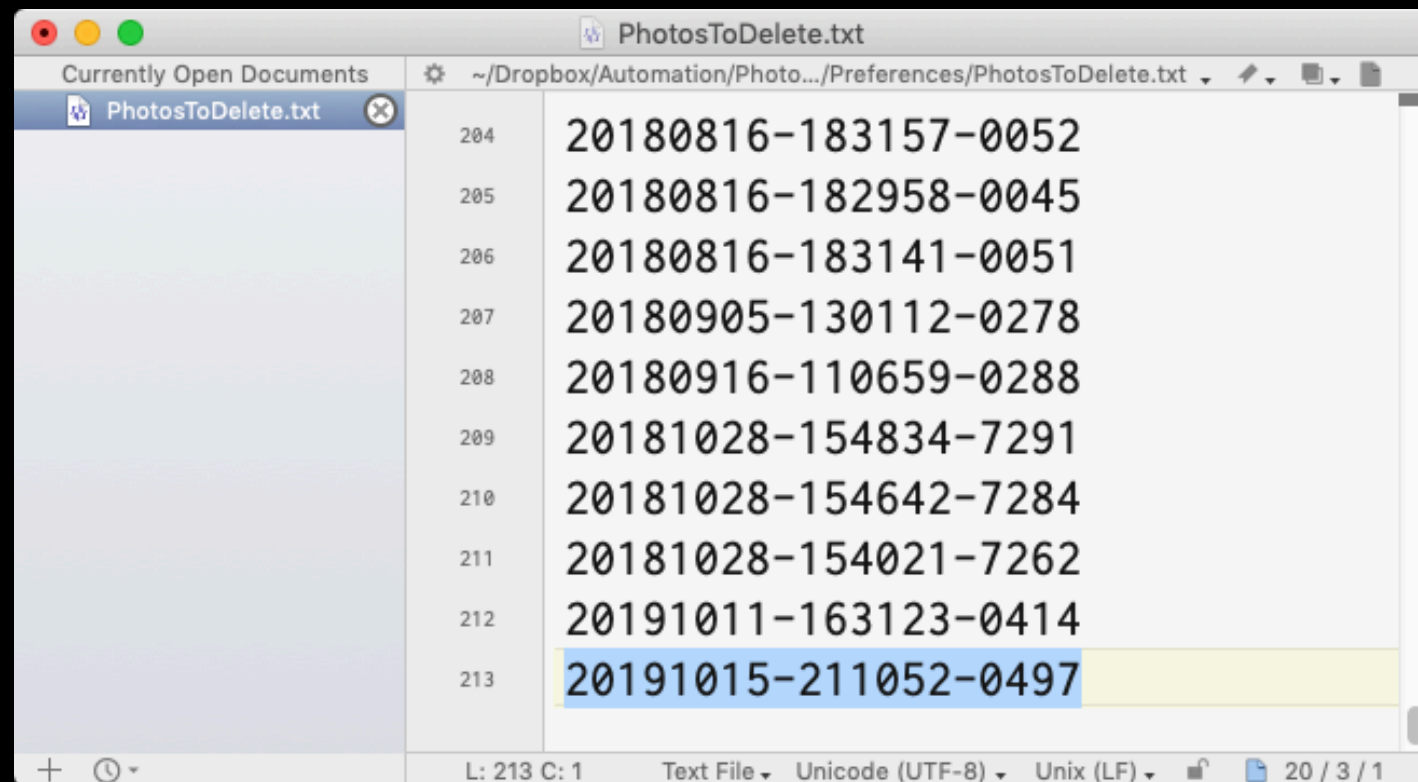 PhotosToDelete.txt
Currently Open Documents
~/Dropbox/Automation/Photo.../Preferences/PhotosToDelete.txt
PhotosToDelete.txt
204 20180816-183157-0052
205 20180816-182958-0045
206 20180816-183141-0051
207 20180905-130112-0278
208 20180916-110659-0288
209 20181028-154834-7291
210 20181028-154642-7284
211 20181028-154021-7262
212 20191011-163123-0414
213 20191015-211052-0497
L: 213 C: 1 Text File Unicode (UTF-8) Unix (LF) 20 / 3 / 1